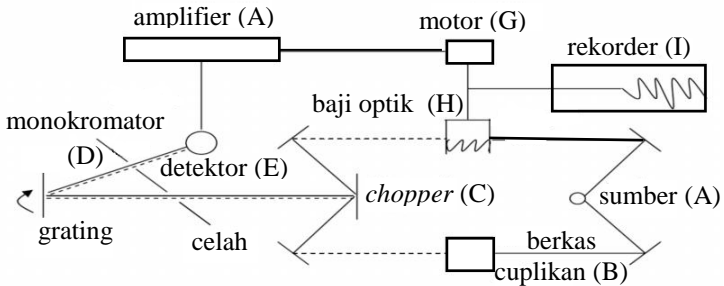 amplifier (A)
motor (G)
rekorder (I)
baji optik (H)
monokromator
(D)
detektor (E)
chopper (C)
sumber (A)
grating
celah
berkas
cuplikan (B)